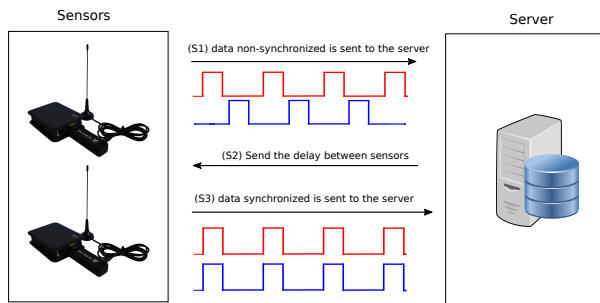 Sensors
Server
(S1) data non-synchronized is sent to the server
(S2) Send the delay between sensors
(S3) data synchronized is sent to the server